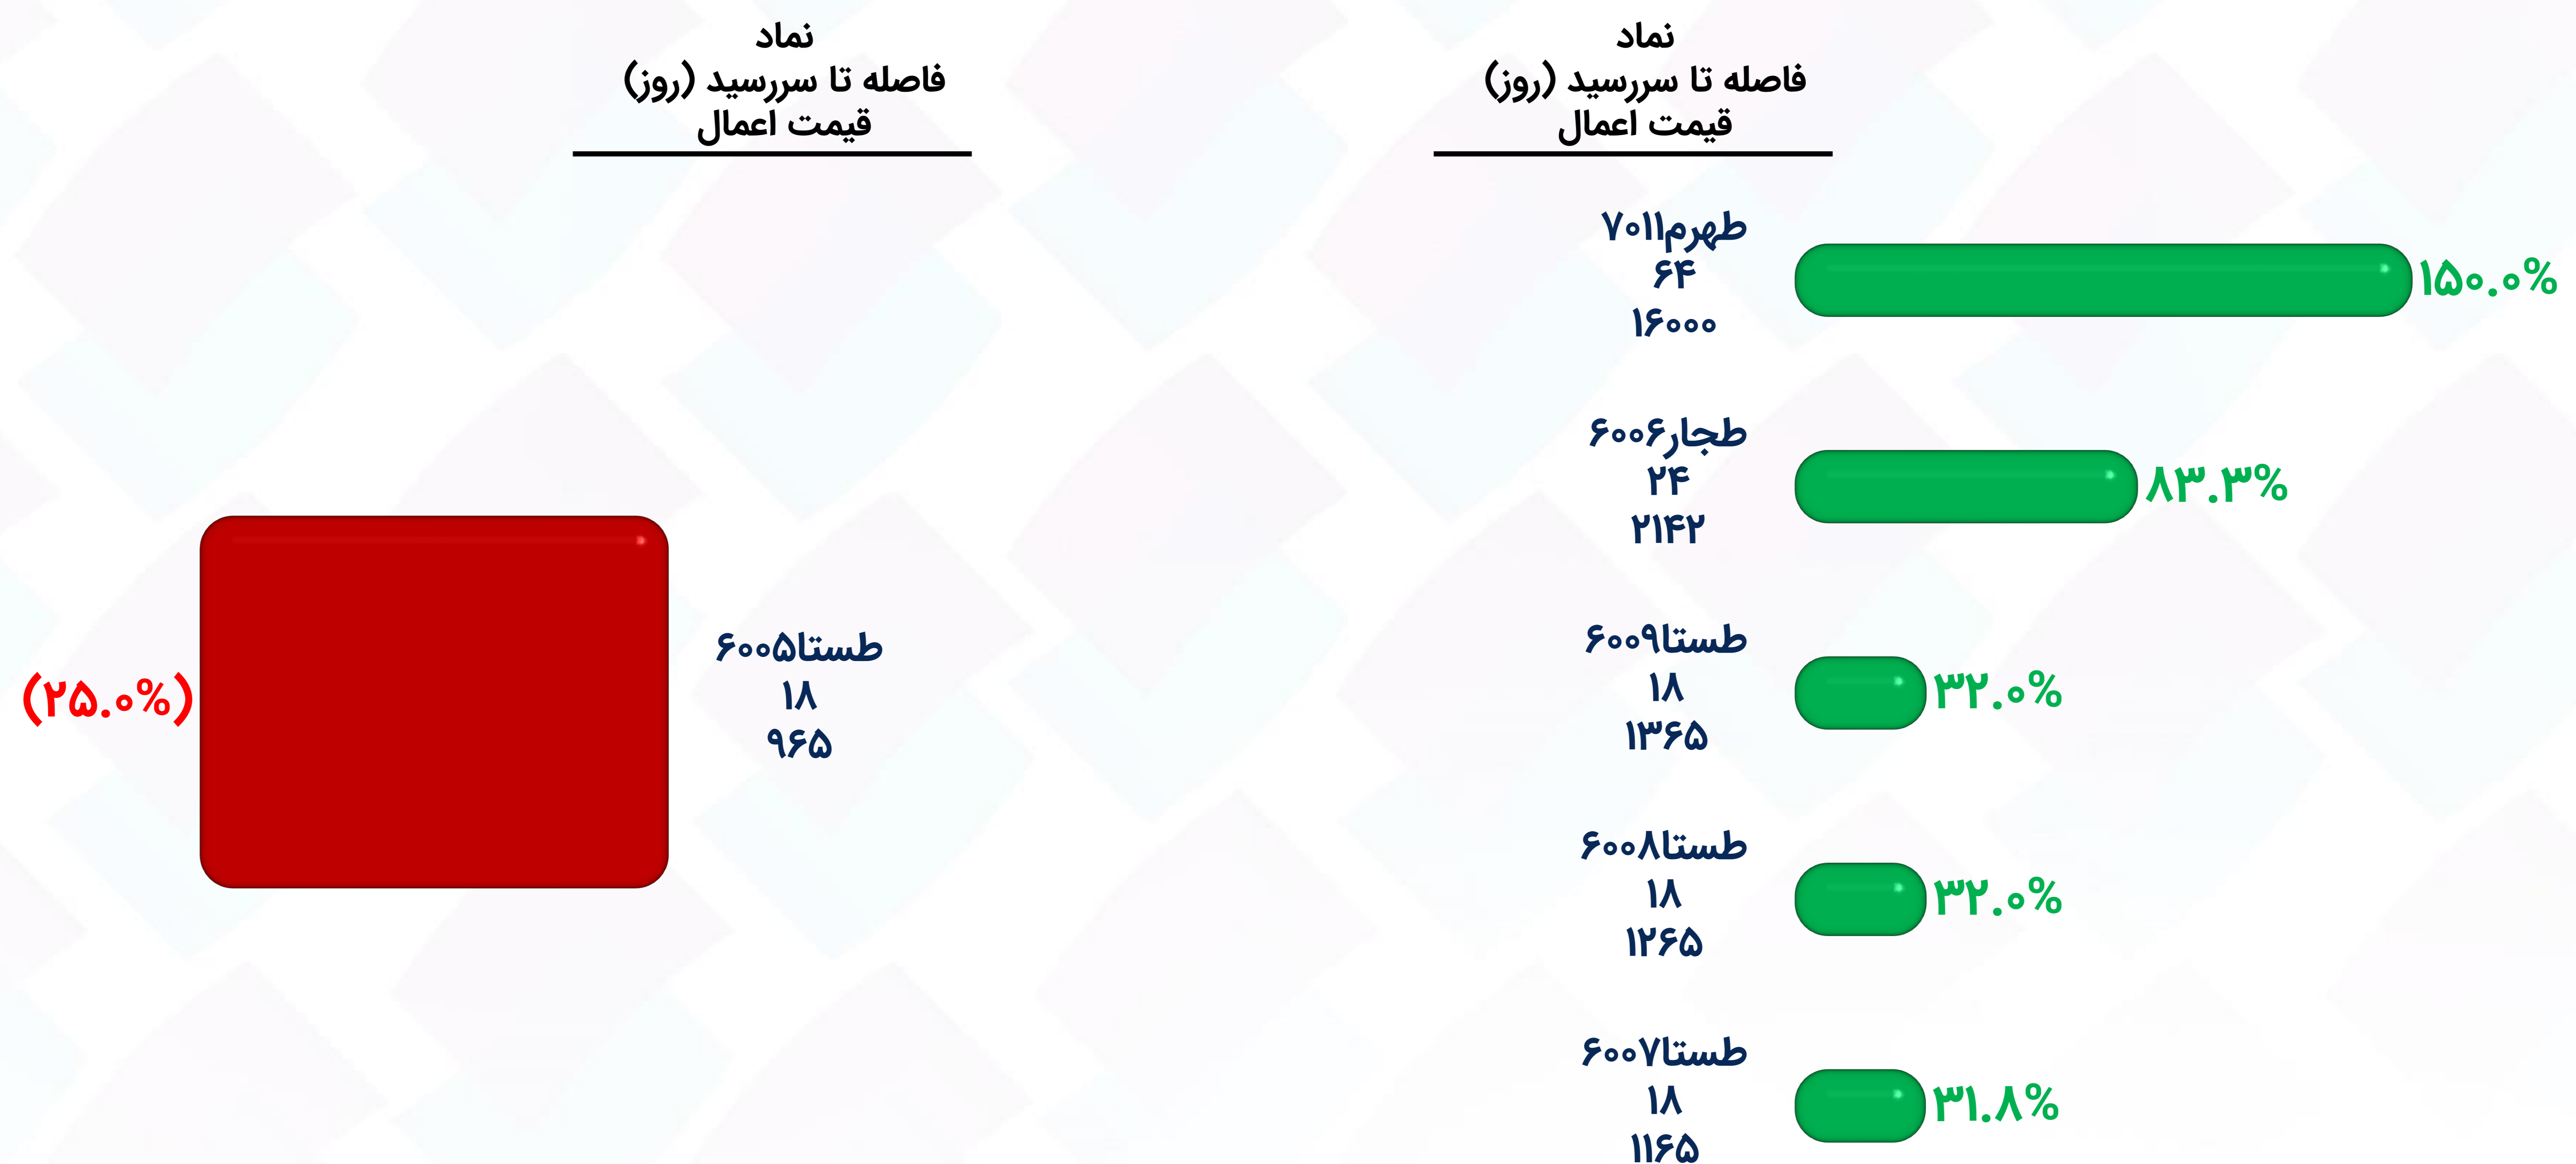 نماد
فاصله تا سررسید (روز)
قیمت اعمال
طهرم۷۰۱۱
۶۴
۱۶۰۰۰
۱۵۰.۰%
طجار۶۰۰۶
۲۴
۲۱۴۲
۸۳.۳%
طستا۶۰۰۹
۱۸
۱۳۶۵
۳۲.۰%
طستا۶۰۰۸
۱۸
۱۲۶۵
۳۲.۰%
طستا۶۰۰۷
۱۸
۱۱۶۵
۳۱.۸%
نماد
فاصله تا سررسید (روز)
قیمت اعمال
طستا۶۰۰۵
۱۸
۹۶۵
(۲۵.۰%)